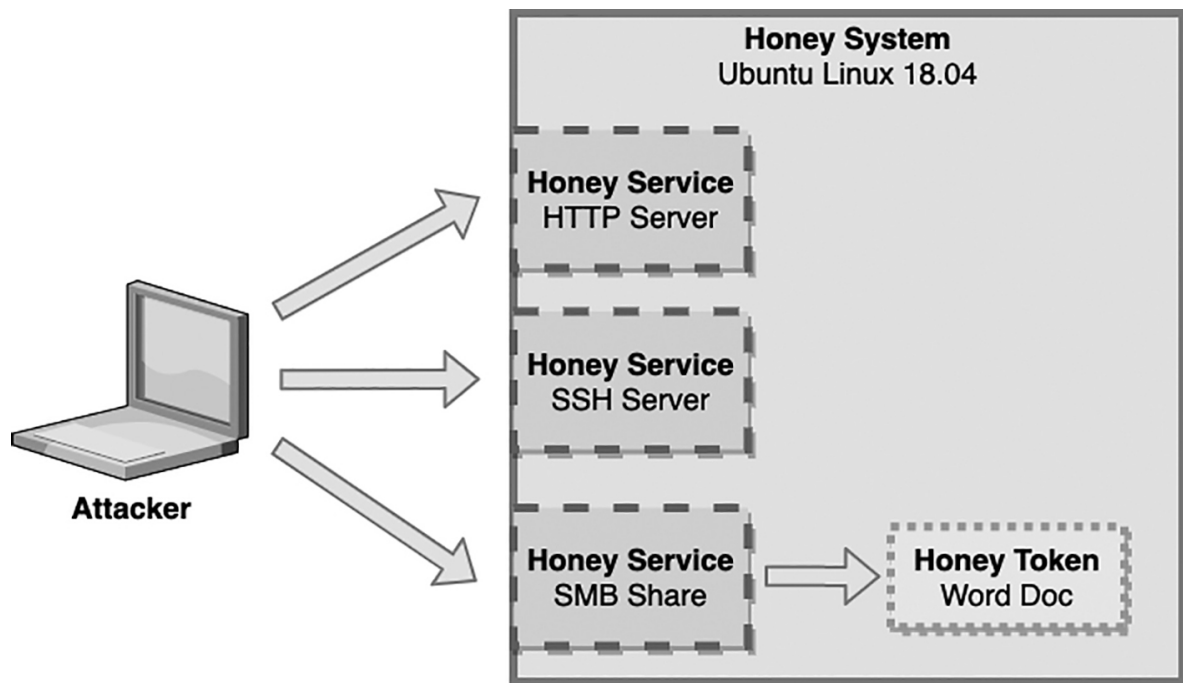 Honey System
Ubuntu Linux 18.04
Honey Service
HTTP Server
Honey Service
SSH Server
Attacker
Honey Service
SMB Share
Honey Token
Word Doc